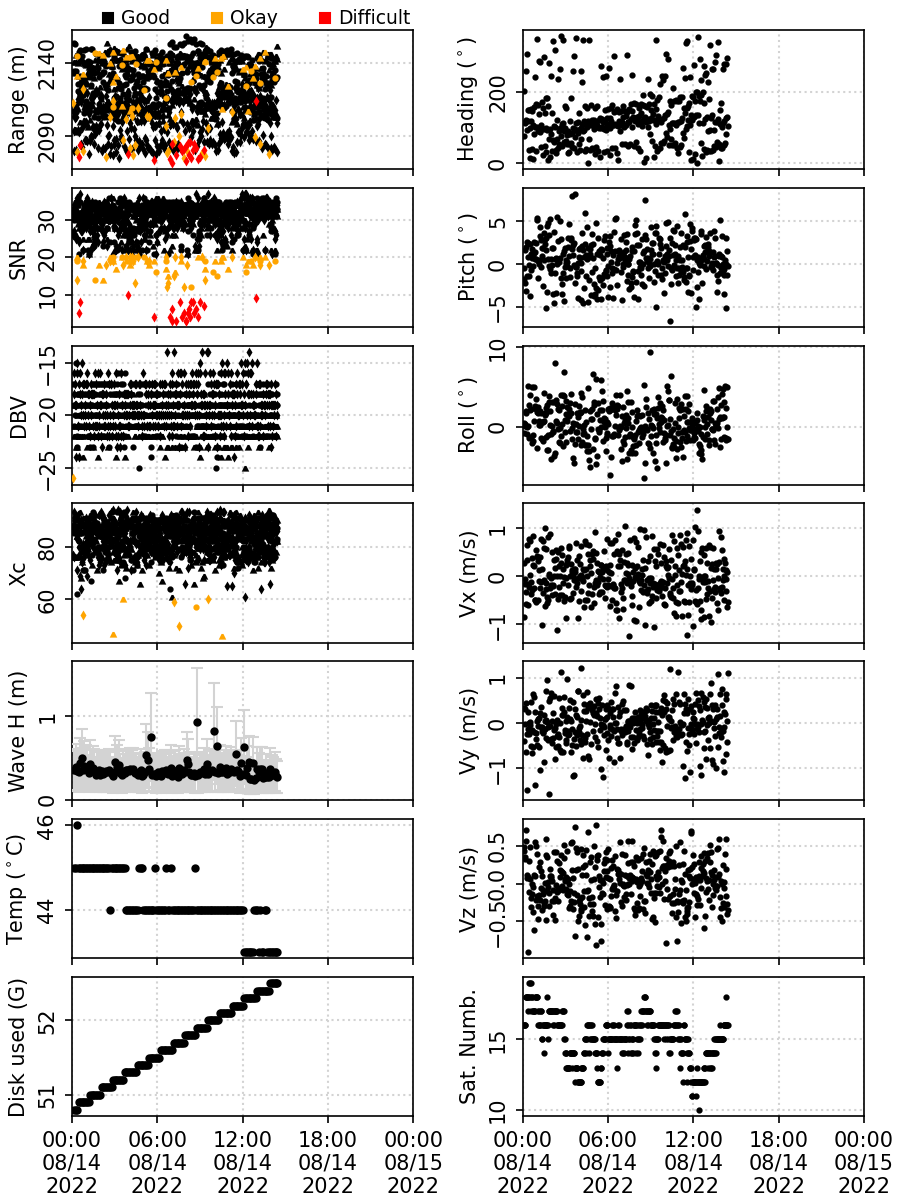 Good Okay Difficult
Range (m)
2140
2090
Heading (°)
200
0
SNR
30
20
10
Pitch (°)
5
0
−5
DBV
−15
−20
−25
Roll (°)
10
0
Xc
80
60
Vx (m/s)
1
0
−1
Wave H (m)
1
0
Vy (m/s)
1
0
−1
Temp (°C)
46
44
Vz (m/s)
0.5
0.0
−0.5
Disk used (G)
52
51
Sat. Numb.
15
10
00:00 06:00 12:00 18:00 00:00 00:00 06:00 12:00 18:00 00:00
08/14 08/14 08/14 08/14 08/15 08/14 08/14 08/14 08/14 08/15
2022 2022 2022 2022 2022 2022 2022 2022 2022 2022